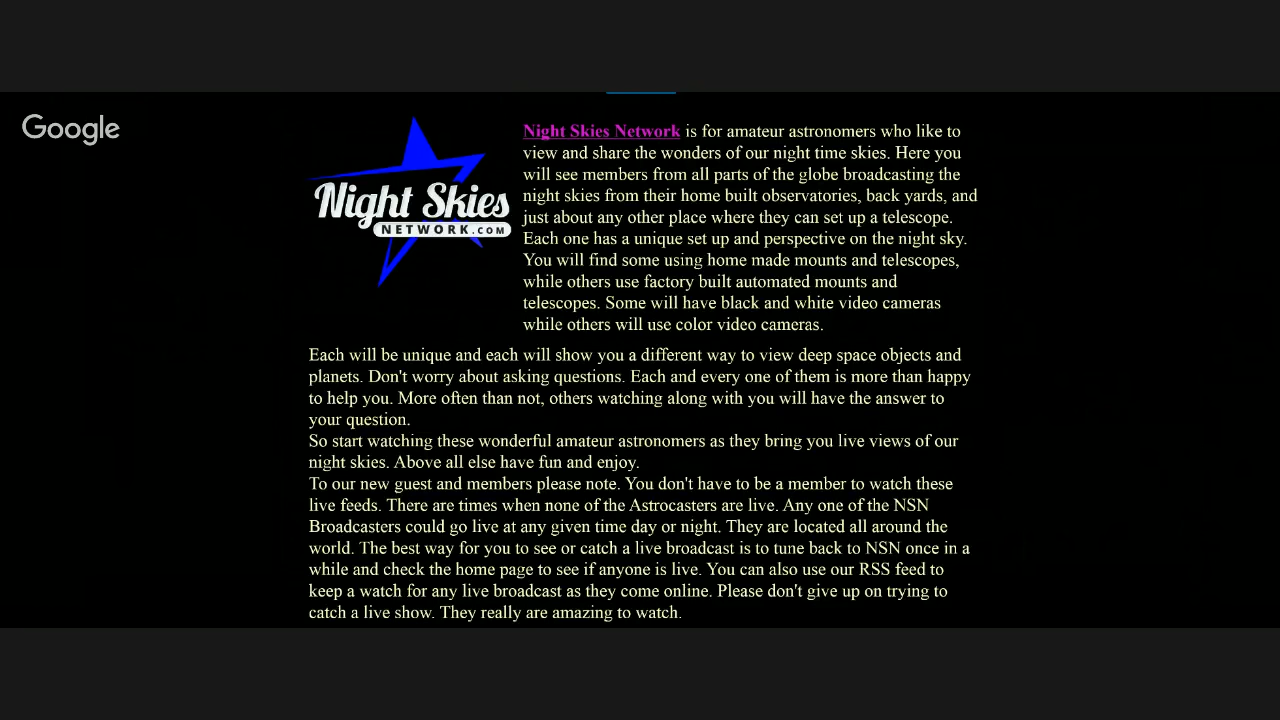 Google
Night Skies
NETWORK.COM
Night Skies Network is for amateur astronomers who like to
view and share the wonders of our night time skies. Here you
will see members from all parts of the globe broadcasting the
night skies from their home built observatories, back yards, and
just about any other place where they can set up a telescope.
Each one has a unique set up and perspective on the night sky.
You will find some using home made mounts and telescopes,
while others use factory built automated mounts and
telescopes. Some will have black and white video cameras
while others will use color video cameras.
Each will be unique and each will show you a different way to view deep space objects and
planets. Don't worry about asking questions. Each and every one of them is more than happy
to help you. More often than not, others watching along with you will have the answer to
your question.
So start watching these wonderful amateur astronomers as they bring you live views of our
night skies. Above all else have fun and enjoy.
To our new guest and members please note. You don't have to be a member to watch these
live feeds. There are times when none of the Astrocasters are live. Any one of the NSN
Broadcasters could go live at any given time day or night. They are located all around the
world. The best way for you to see or catch a live broadcast is to tune back to NSN once in a
while and check the home page to see if anyone is live. You can also use our RSS feed to
keep a watch for any live broadcast as they come online. Please don't give up on trying to
catch a live show. They really are amazing to watch.